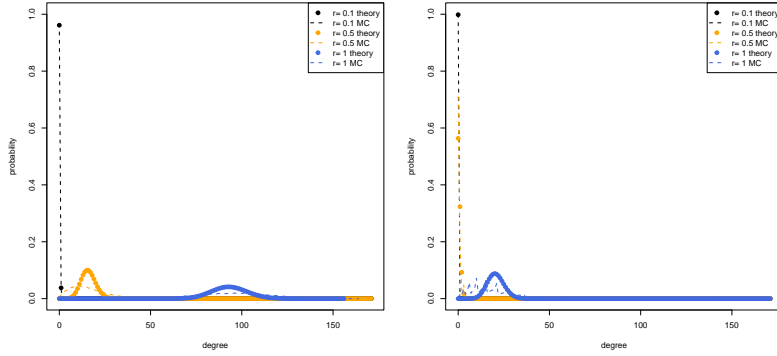 1.0
0.8
0.6
0.4
0.2
0.0
probability
0 50 100 150
degree
r= 0.1 theory
r= 0.1 MC
r= 0.5 theory
r= 0.5 MC
r= 1 theory
r= 1 MC
1.0
0.8
0.6
0.4
0.2
0.0
probability
0 50 100 150
degree
r= 0.1 theory
r= 0.1 MC
r= 0.5 theory
r= 0.5 MC
r= 1 theory
r= 1 MC